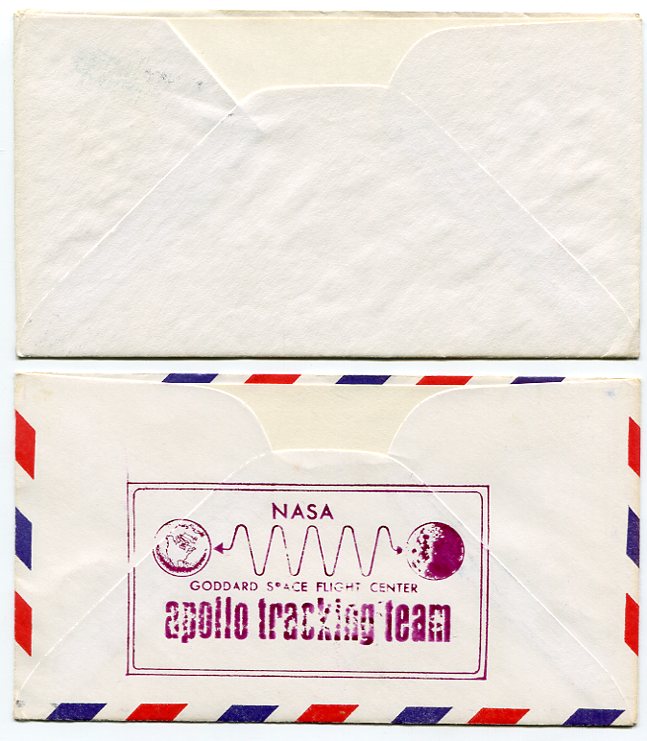 NASA
GODDARD SPACE FLIGHT CENTER
apollo tracking team